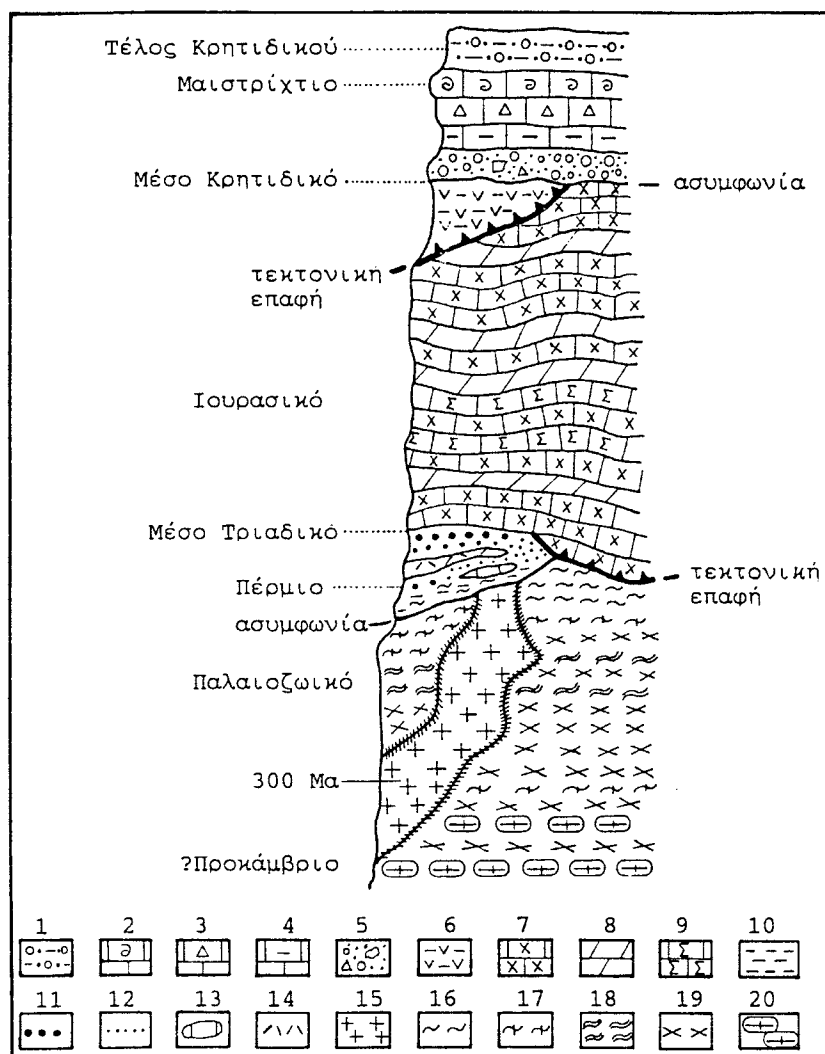 Τέλος Κρητιδικού
Μαιστρίχτιο
Μέσο Κρητιδικό
ασυμφωνία
τεκτονική
επαφή
Ιουρασικό
Μέσο Τριαδικό
Πέρμιο
τεκτονική
επαφή
ασυμφωνία
Παλαιοζωικό
300 Μα
?Προκάμβριο
1 2 3 4 5 6 7 8 9 10
11 12 13 14 15 16 17 18 19 20